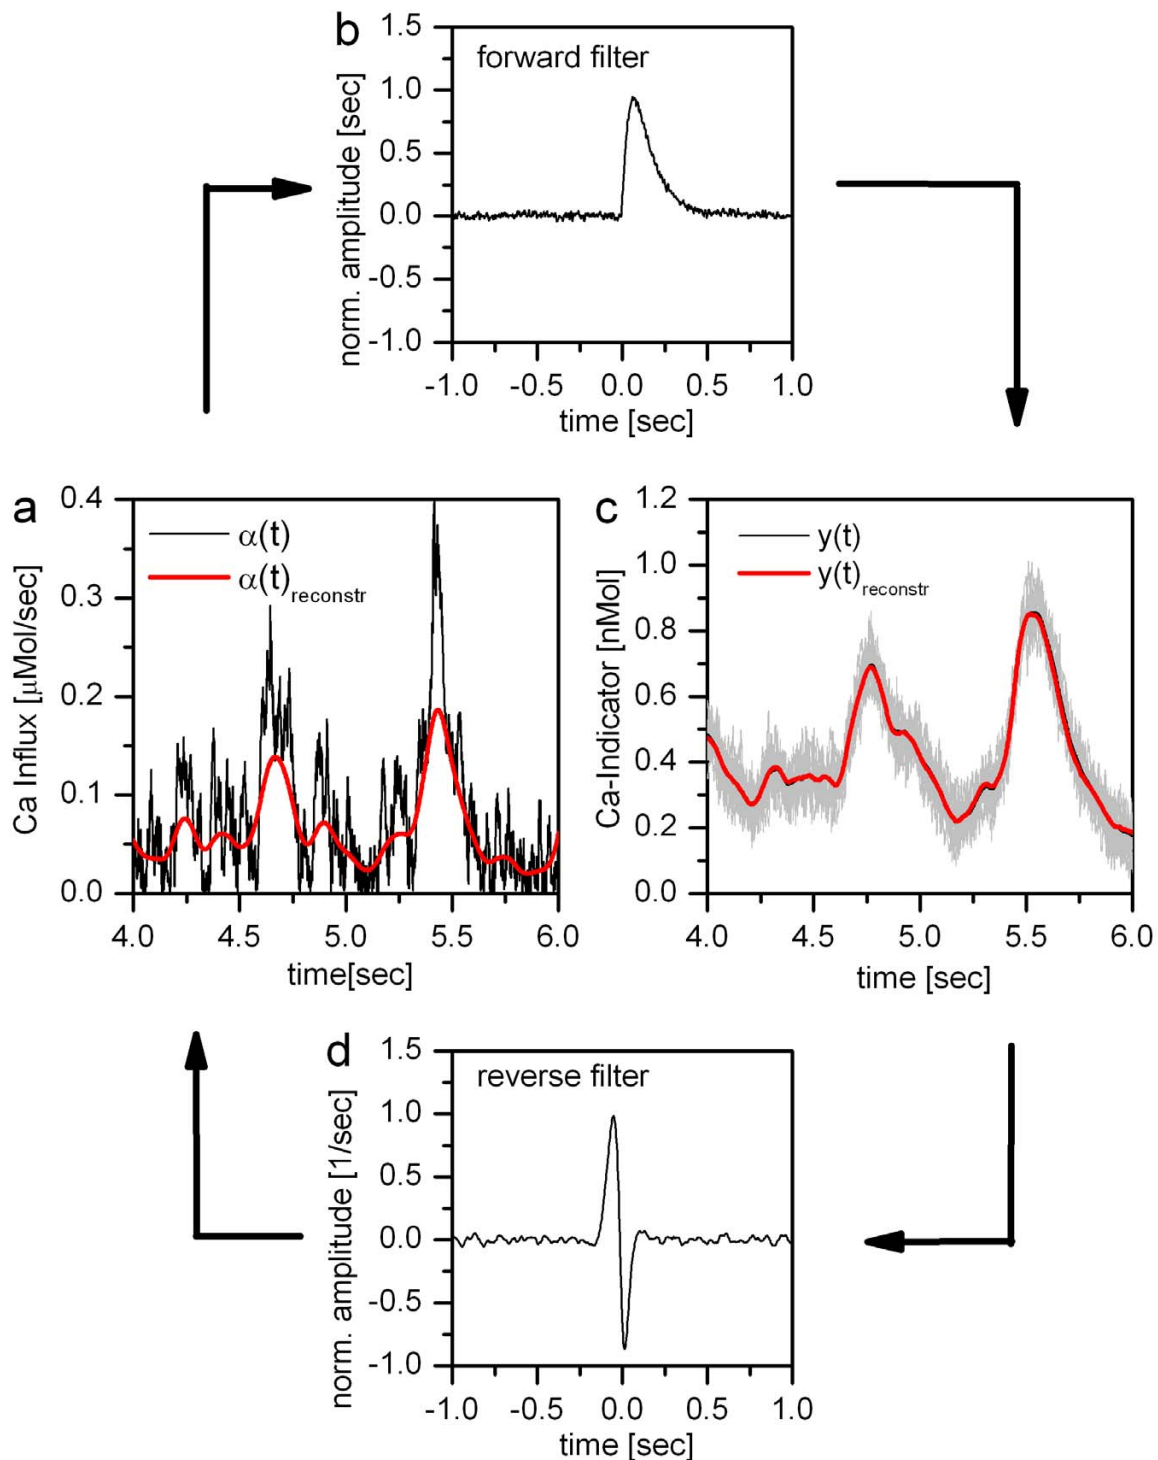 b
forward filter
norm. amplitude [sec]
1.5
1.0
0.5
0.0
-0.5
-1.0
-1.0 -0.5 0.0 0.5 1.0
time [sec]
a
α(t)
α(t)reconstr
Ca Influx [μMol/sec]
0.4
0.3
0.2
0.1
0.0
4.0 4.5 5.0 5.5 6.0
time[sec]
c
y(t)
y(t)reconstr
Ca-Indicator [nMol]
1.2
1.0
0.8
0.6
0.4
0.2
0.0
4.0 4.5 5.0 5.5 6.0
time [sec]
d
reverse filter
norm. amplitude [1/sec]
1.5
1.0
0.5
0.0
-0.5
-1.0
-1.0 -0.5 0.0 0.5 1.0
time [sec]